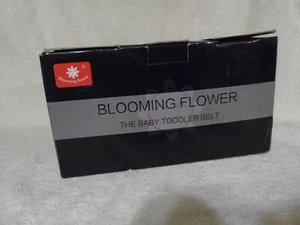 BLOOMING FLOWER
THE BABY TODDLER BELT